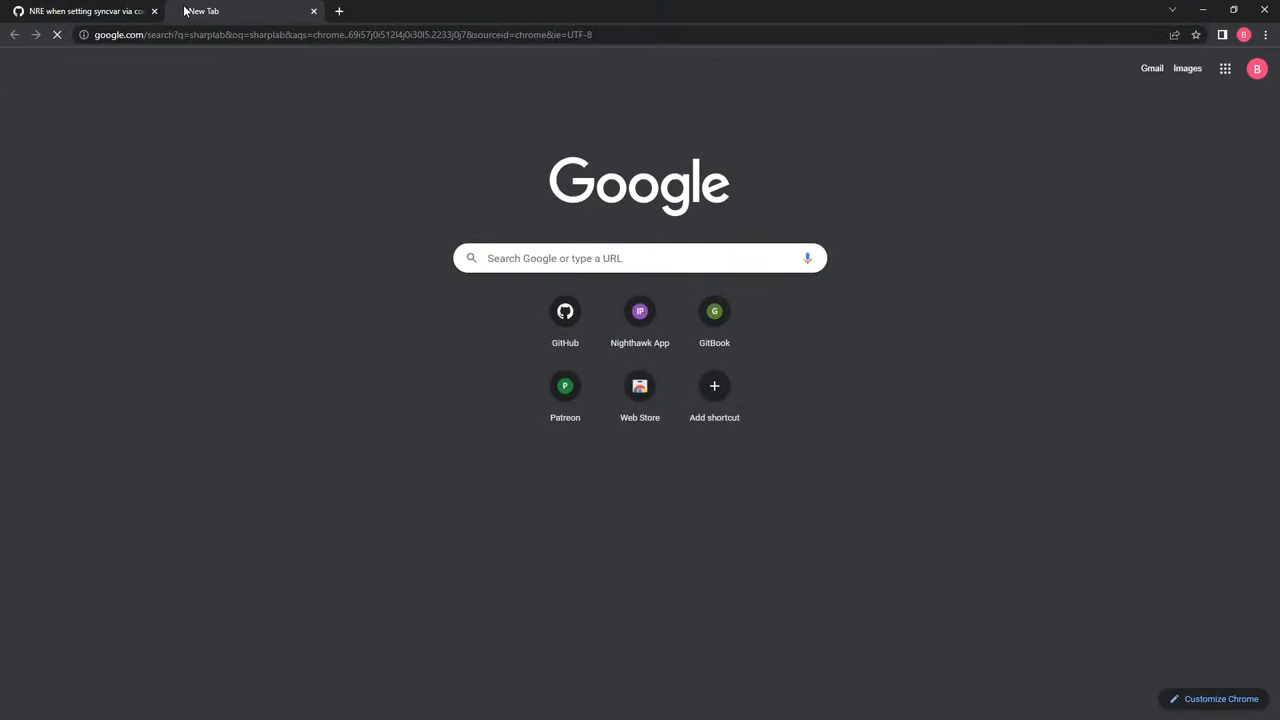 NRE when setting syncvar via co
New Tab
google.com/search?q=sharplab&oq=sharplab&aqs=chrome..69i57j0i512l4j0i30l5.2233j0j7&sourceid=chrome&ie=UTF-8
B
Gmail Images B
Google
Search Google or type a URL
IP G
GitHub Nighthawk App GitBook
P
Patreon Web Store Add shortcut
Customize Chrome